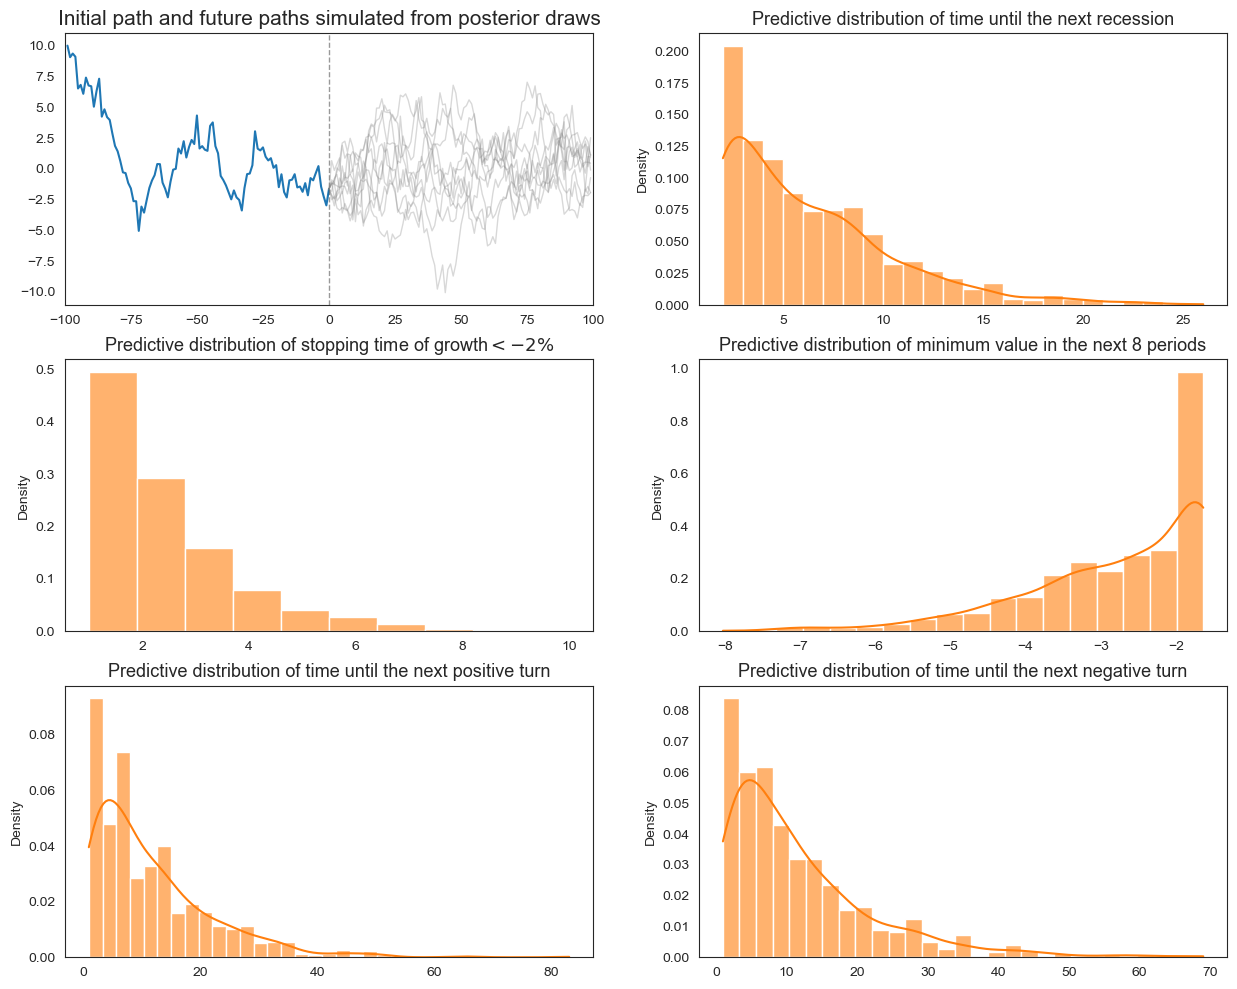 Initial path and future paths simulated from posterior draws
10.0
7.5
5.0
2.5
0.0
−2.5
−5.0
−7.5
−10.0
−100 −75 −50 −25 0 25 50 75 100
Predictive distribution of time until the next recession
Density
0.200
0.175
0.150
0.125
0.100
0.075
0.050
0.025
0.000
5 10 15 20 25
Predictive distribution of stopping time of growth < −2%
Density
0.5
0.4
0.3
0.2
0.1
0.0
2 4 6 8 10
Predictive distribution of minimum value in the next 8 periods
Density
1.0
0.8
0.6
0.4
0.2
0.0
−8 −7 −6 −5 −4 −3 −2
Predictive distribution of time until the next positive turn
Density
0.08
0.06
0.04
0.02
0.00
0 20 40 60 80
Predictive distribution of time until the next negative turn
Density
0.08
0.07
0.06
0.05
0.04
0.03
0.02
0.01
0.00
0 10 20 30 40 50 60 70